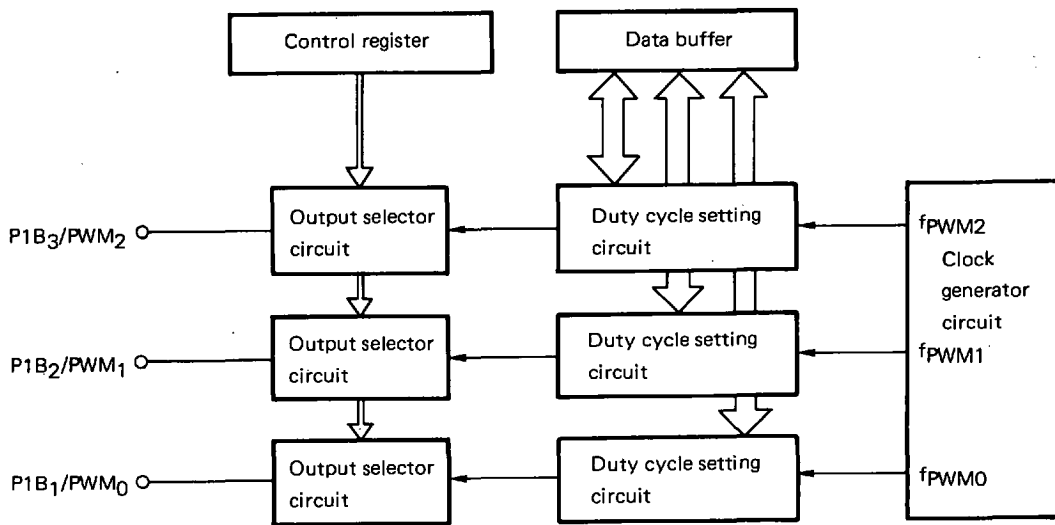 Control register
Data buffer
P1B3/PWM2
Output selector
circuit
Duty cycle setting
circuit
fPWM2
Clock
generator
circuit
P1B2/PWM1
Output selector
circuit
Duty cycle setting
circuit
fPWM1
P1B1/PWM0
Output selector
circuit
Duty cycle setting
circuit
fPWM0